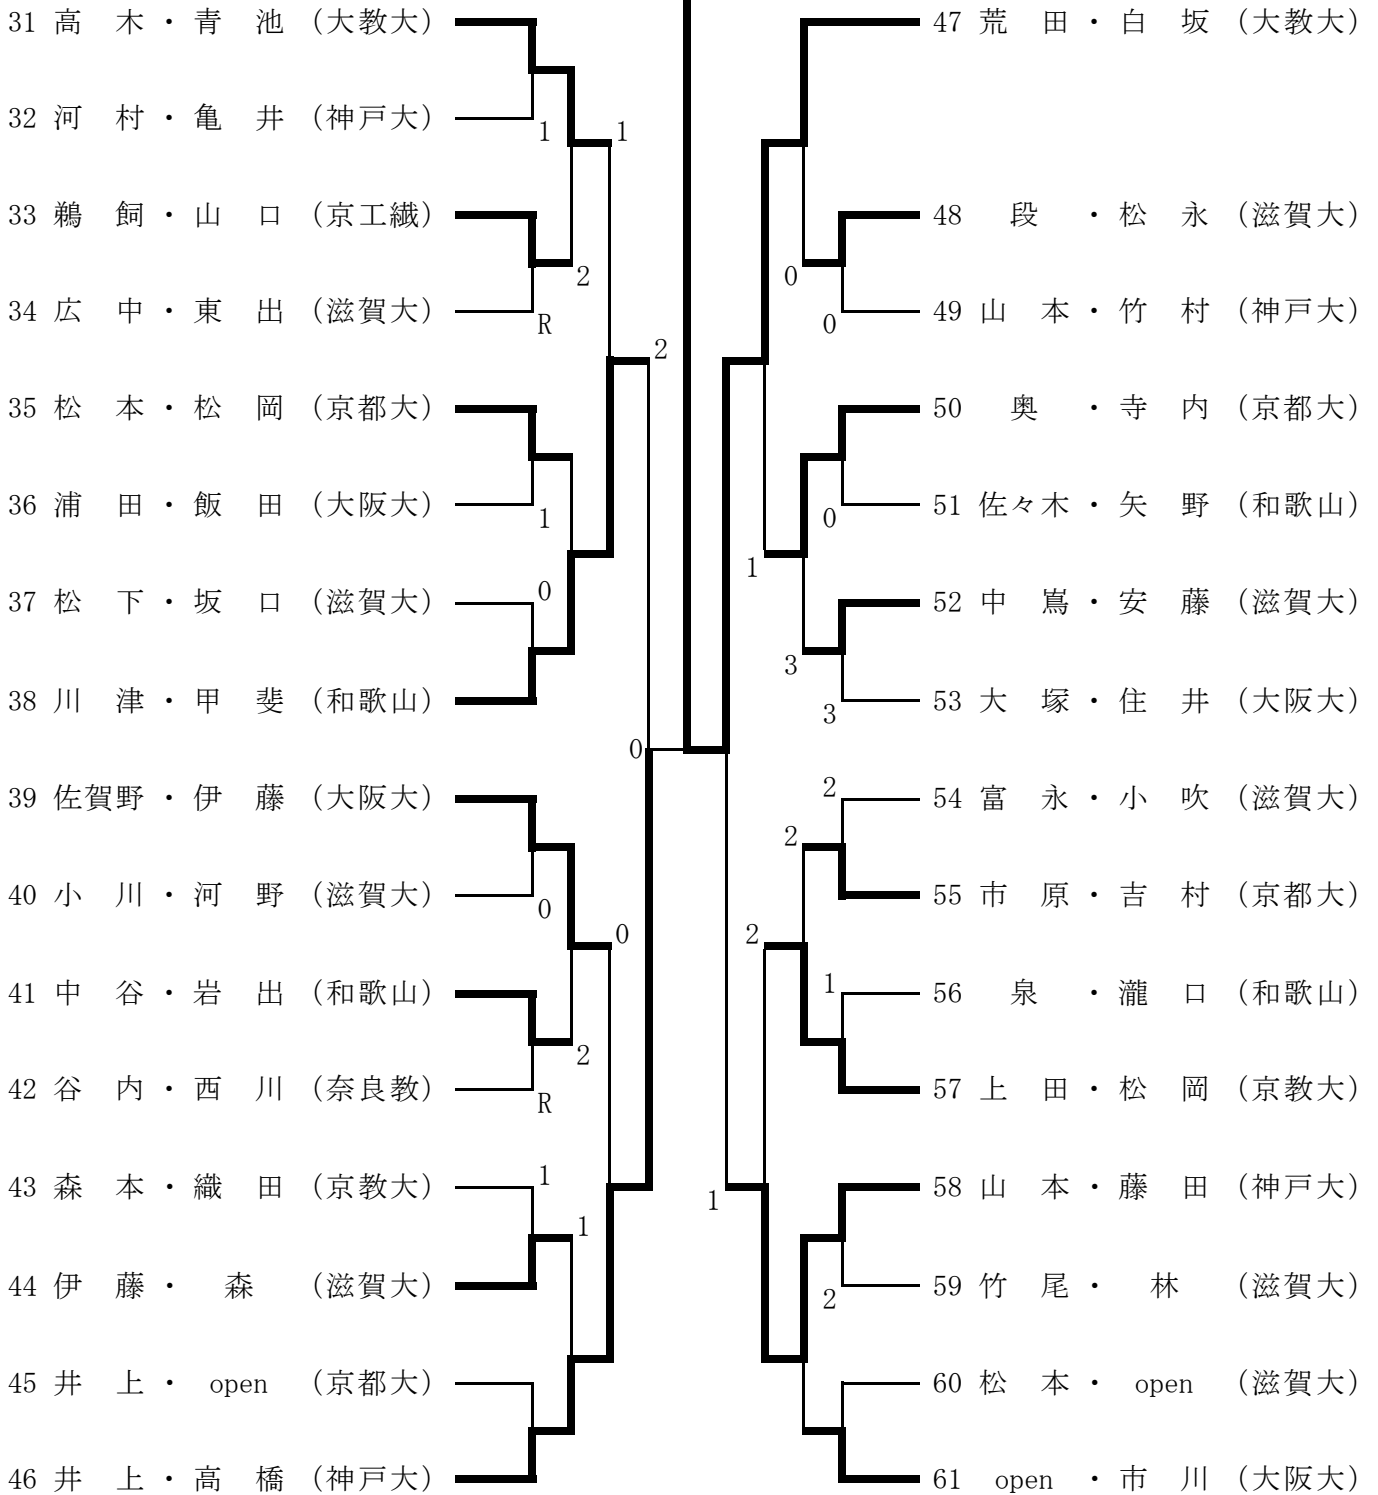 31 高 木・青 池 (大教大)
32 河 村・亀 井 (神戸大)
1
1
33 鵜 飼・山 口 (京工繊)
2
34 広 中・東 出 (滋賀大)
R
2
35 松 本・松 岡 (京都大)
36 浦 田・飯 田 (大阪大)
1
0
37 松 下・坂 口 (滋賀大)
38 川 津・甲 斐 (和歌山)
0
39 佐賀野・伊 藤 (大阪大)
40 小 川・河 野 (滋賀大)
0
0
41 中 谷・岩 出 (和歌山)
2
42 谷 内・西 川 (奈良教)
R
1
43 森 本・織 田 (京教大)
1
44 伊 藤・ 森 (滋賀大)
45 井 上・ open (京都大)
46 井 上・高 橋 (神戸大)
47 荒 田・白 坂 (大教大)
48 段 ・松 永 (滋賀大)
0
49 山 本・竹 村 (神戸大)
0
50 奥 ・寺 内 (京都大)
51 佐々木・矢 野 (和歌山)
0
1
52 中 嶌・安 藤 (滋賀大)
3
53 大 塚・住 井 (大阪大)
3
2
54 富 永・小 吹 (滋賀大)
2
55 市 原・吉 村 (京都大)
2
1
56 泉 ・瀧 口 (和歌山)
57 上 田・松 岡 (京教大)
58 山 本・藤 田 (神戸大)
1
59 竹 尾・ 林 (滋賀大)
2
60 松 本・ open (滋賀大)
61 open ・市 川 (大阪大)